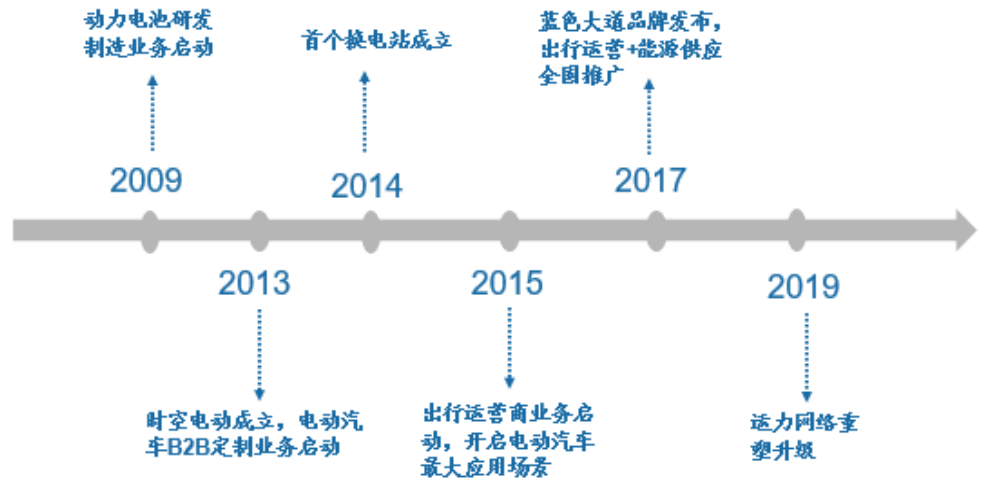 动力电池研发
制造业务启动
首个换电站成立
蓝色大道品牌发布，
出行运营+能源供应
全国推广
2009
2014
2017
2013
2015
2019
时空电动成立，电动汽
车B2B定制业务启动
出行运营商业务启
动，开启电动汽车
最大应用场景
运力网络重
塑升级